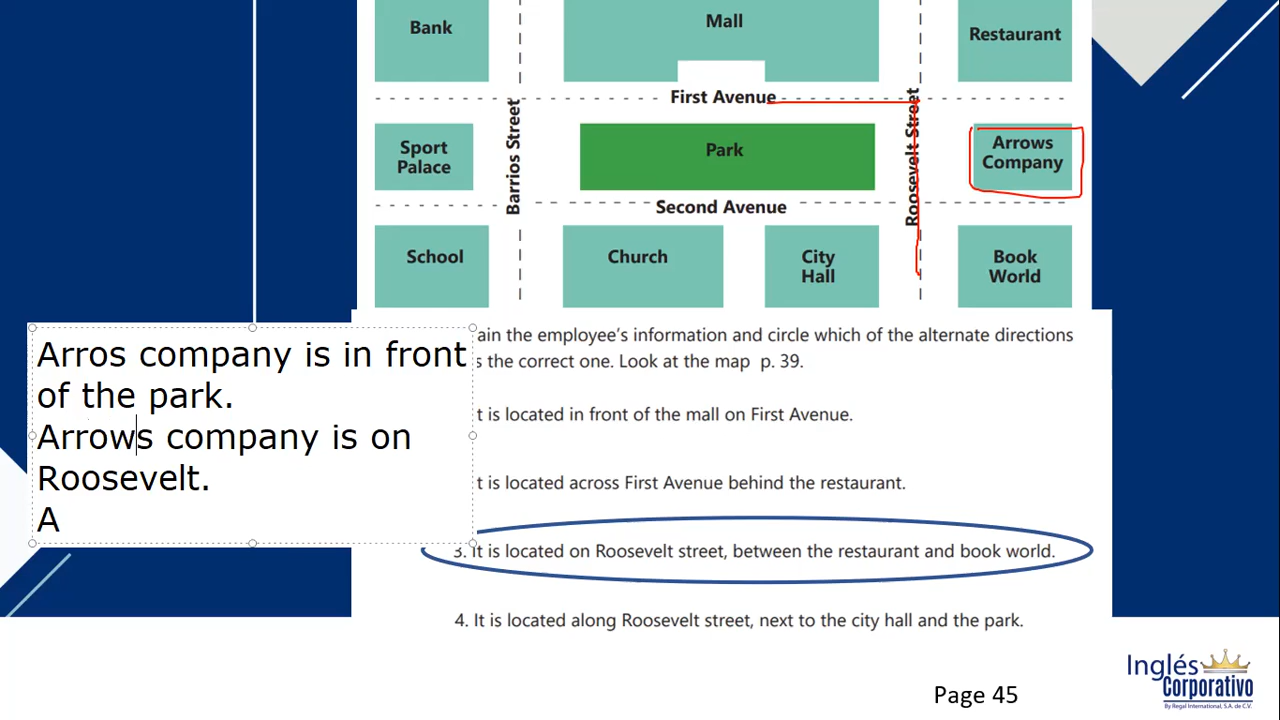 Bank
Mall
Restaurant
First Avenue
Barrios Street
Roosevelt Street
Sport
Palace
Park
Arrows
Company
Second Avenue
School
Church
City
Hall
Book
World
ain the employee's information and circle which of the alternate directions
s the correct one. Look at the map p. 39.
Arros company is in front
of the park.
Arrows company is on
Roosevelt.
A
t is located in front of the mall on First Avenue.
t is located across First Avenue behind the restaurant.
3. It is located on Roosevelt street, between the restaurant and book world.
4. It is located along Roosevelt street, next to the city hall and the park.
Page 45
Inglés
Corporativo
By Regal International, S.A. de C.V.